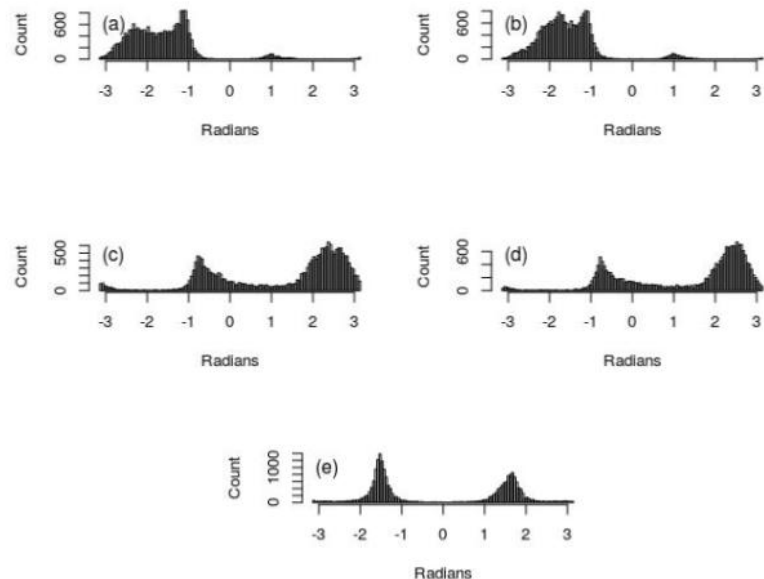 (a)
Count
0 600
-3 -2 -1 0 1 2 3
Radians
(b)
Count
0 600
-3 -2 -1 0 1 2 3
Radians
(c)
Count
0 500
-3 -2 -1 0 1 2 3
Radians
(d)
Count
0 600
-3 -2 -1 0 1 2 3
Radians
(e)
Count
0 1000
-3 -2 -1 0 1 2 3
Radians